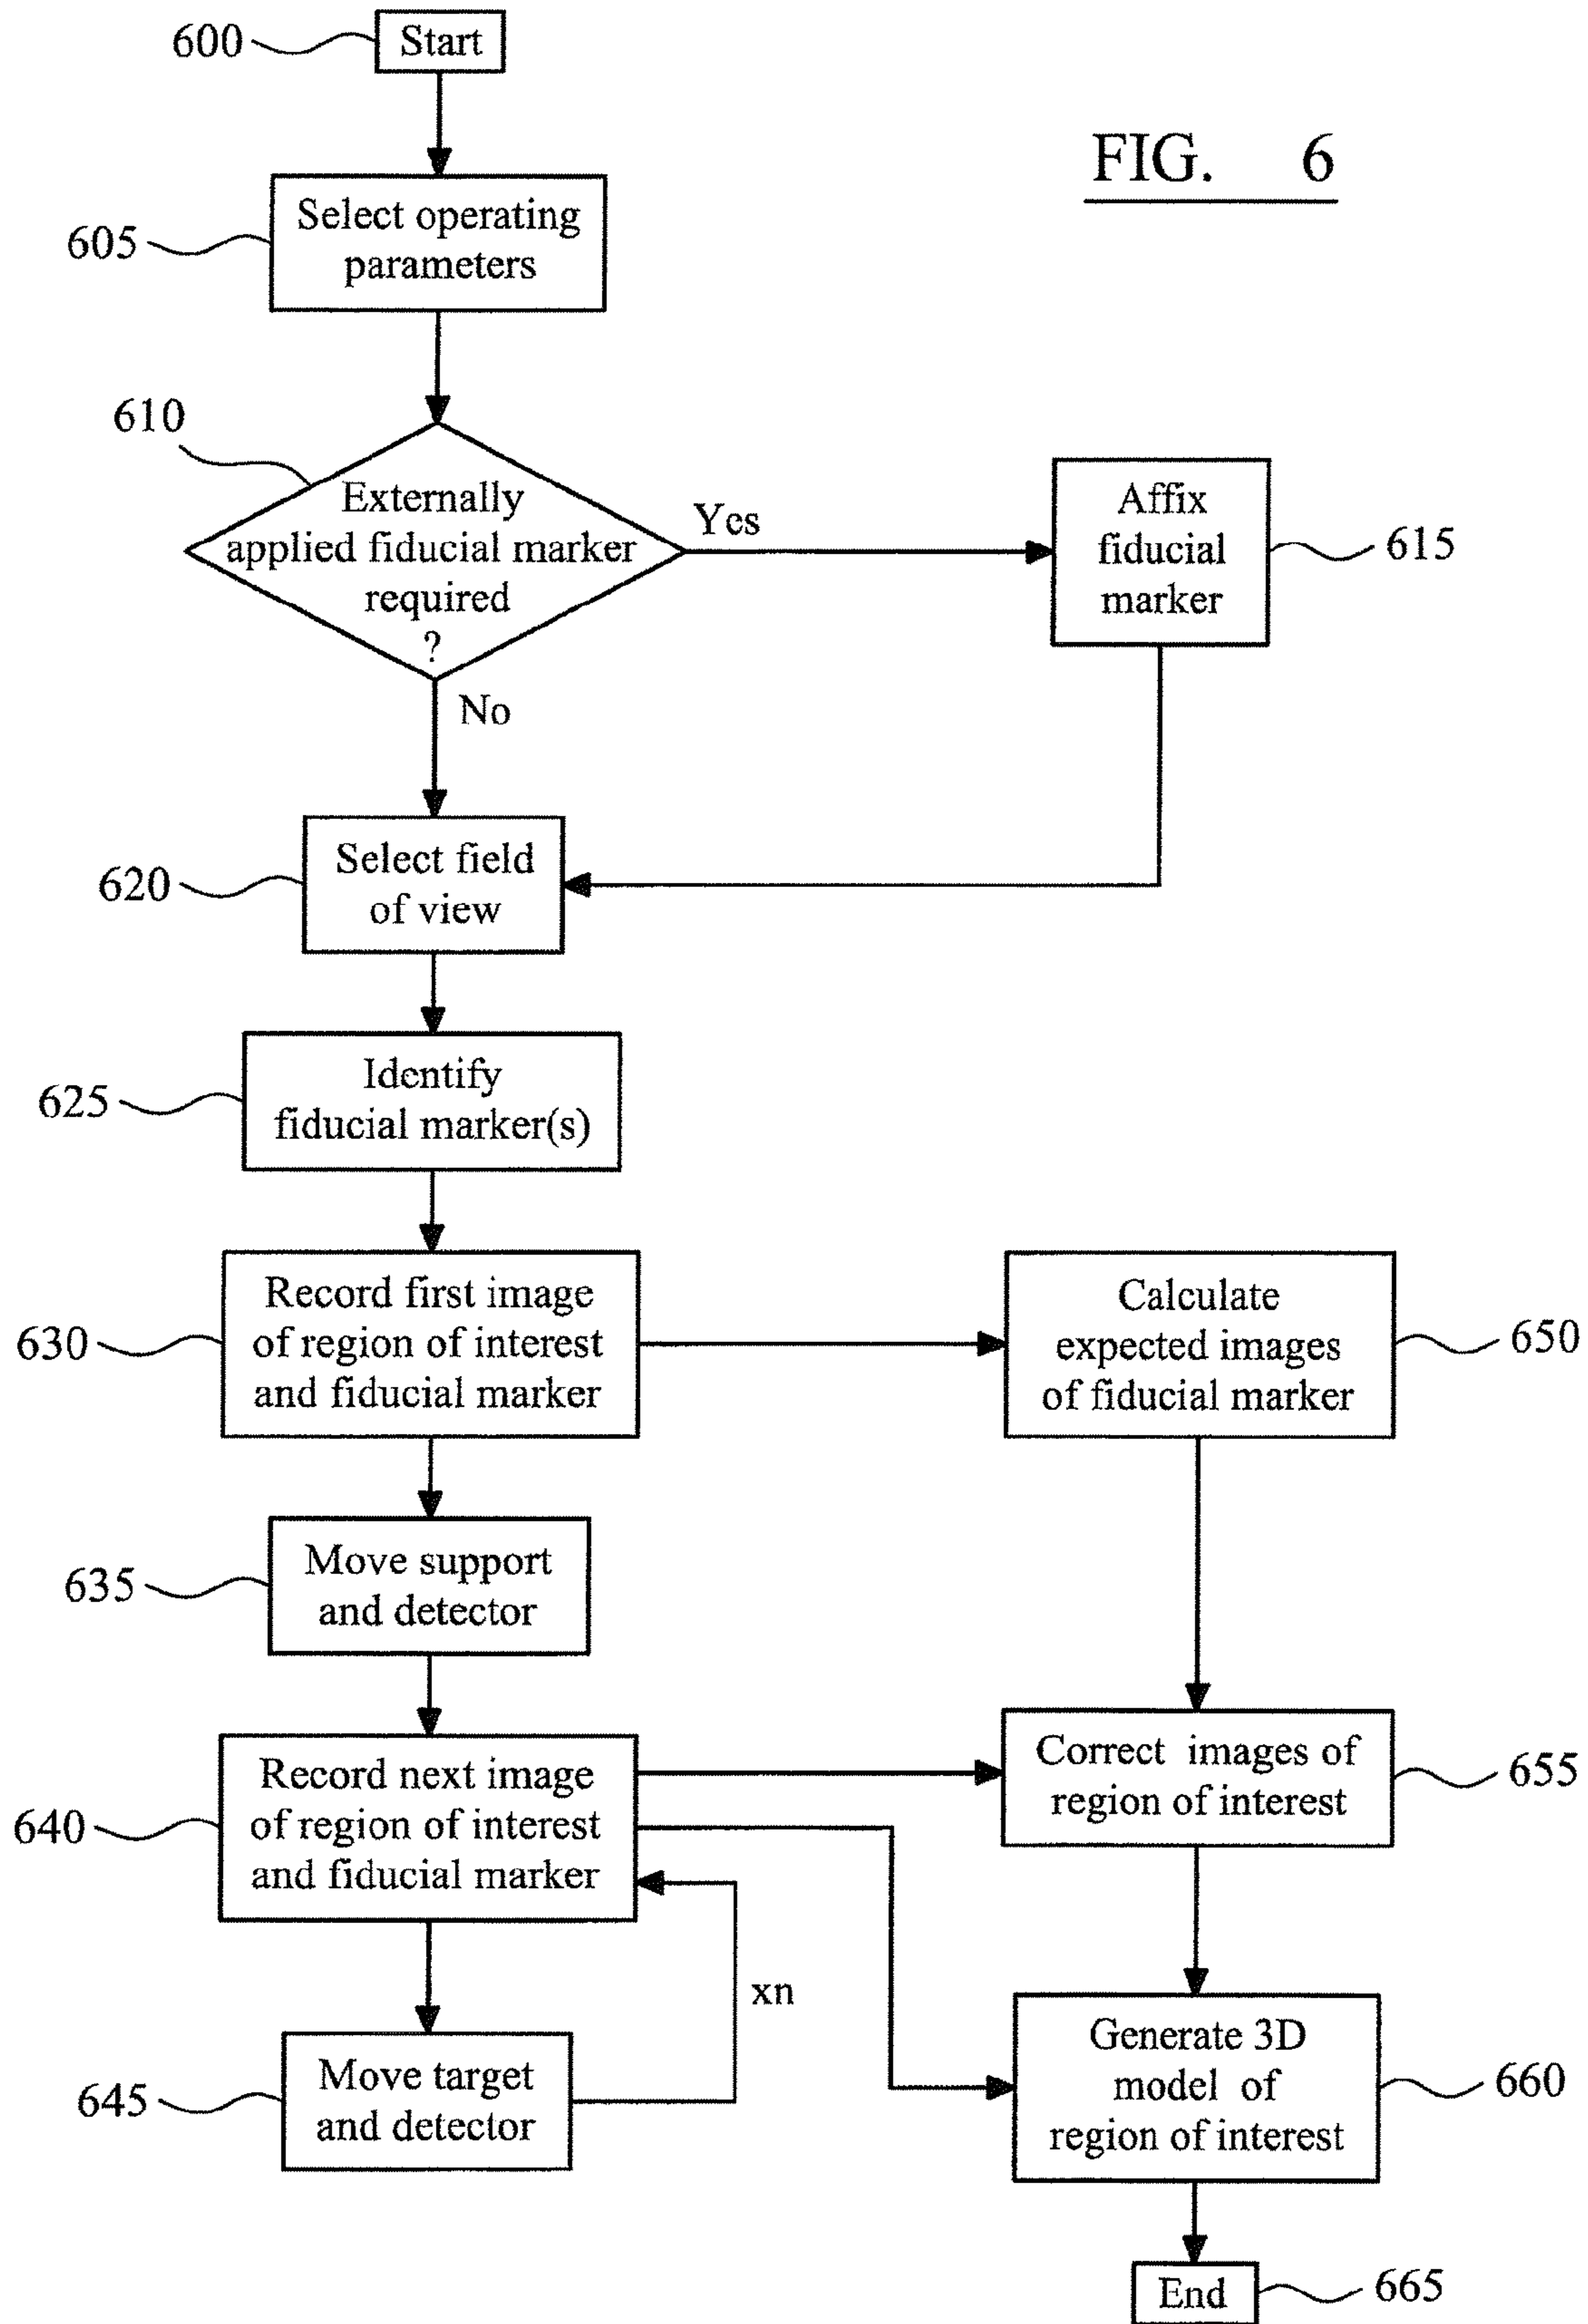 600
Start
FIG. 6
605
Select operating
parameters
610
Externally
applied fiducial marker
required
?
Yes
No
Affix
fiducial
marker
615
620
Select field
of view
625
Identify
fiducial marker(s)
630
Record first image
of region of interest
and fiducial marker
Calculate
expected images
of fiducial marker
650
635
Move support
and detector
640
Record next image
of region of interest
and fiducial marker
Correct images of
region of interest
655
xn
645
Move target
and detector
Generate 3D
model of
region of interest
660
End
665